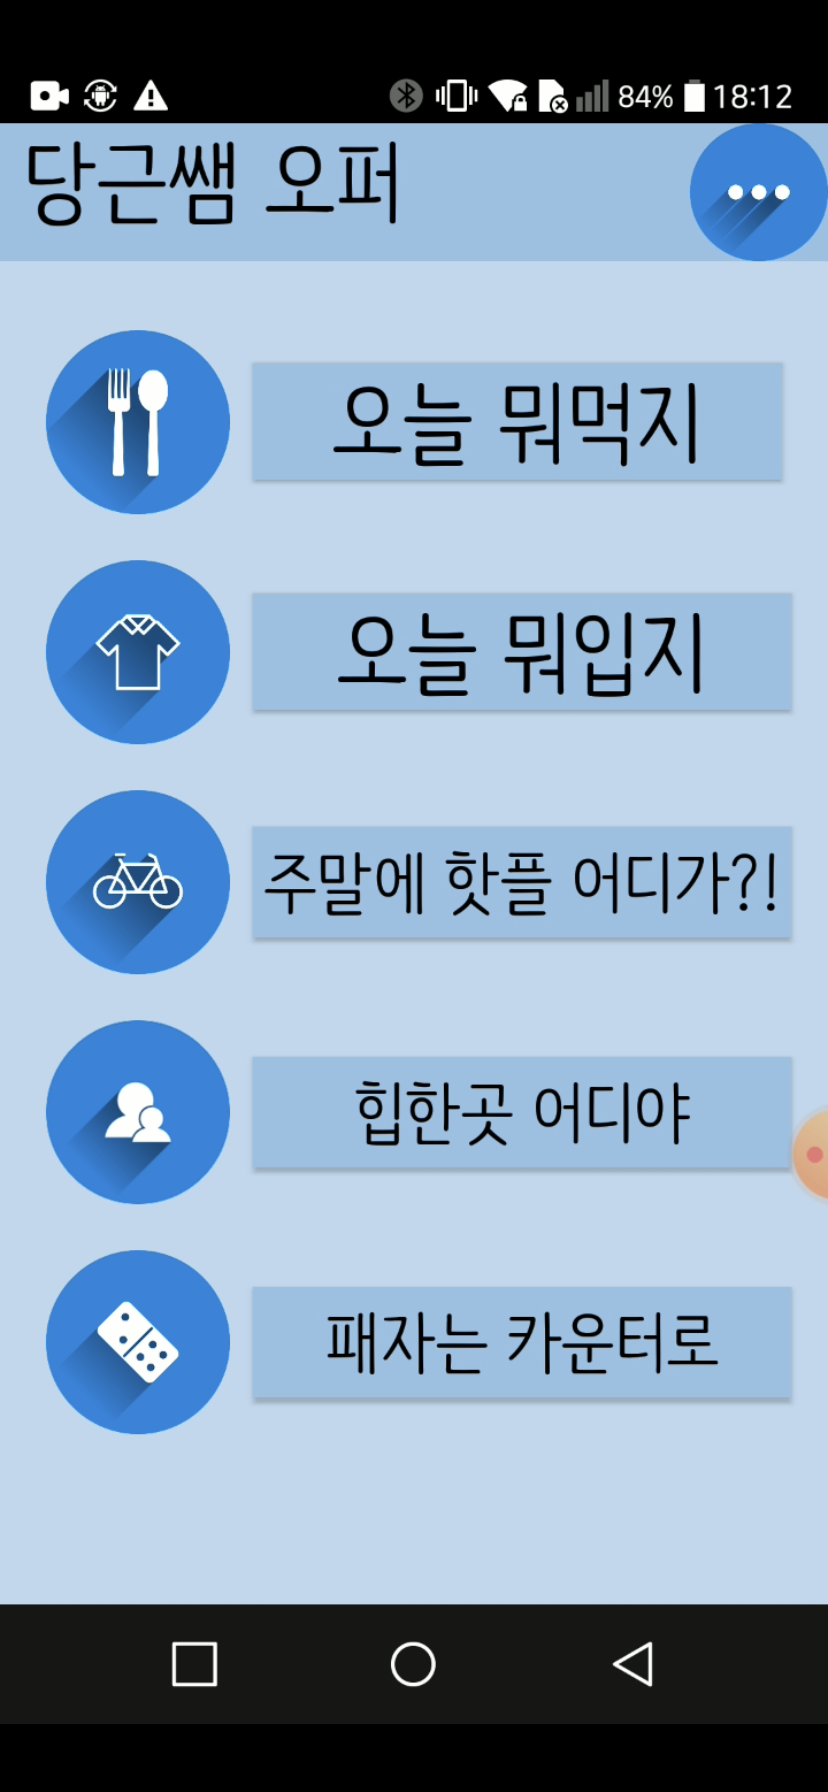 84% 18:12
당근쌤 오퍼
오늘 뭐먹지
오늘 뭐입지
주말에 핫플 어디가?!
힙한곳 어디야
패자는 카운터로